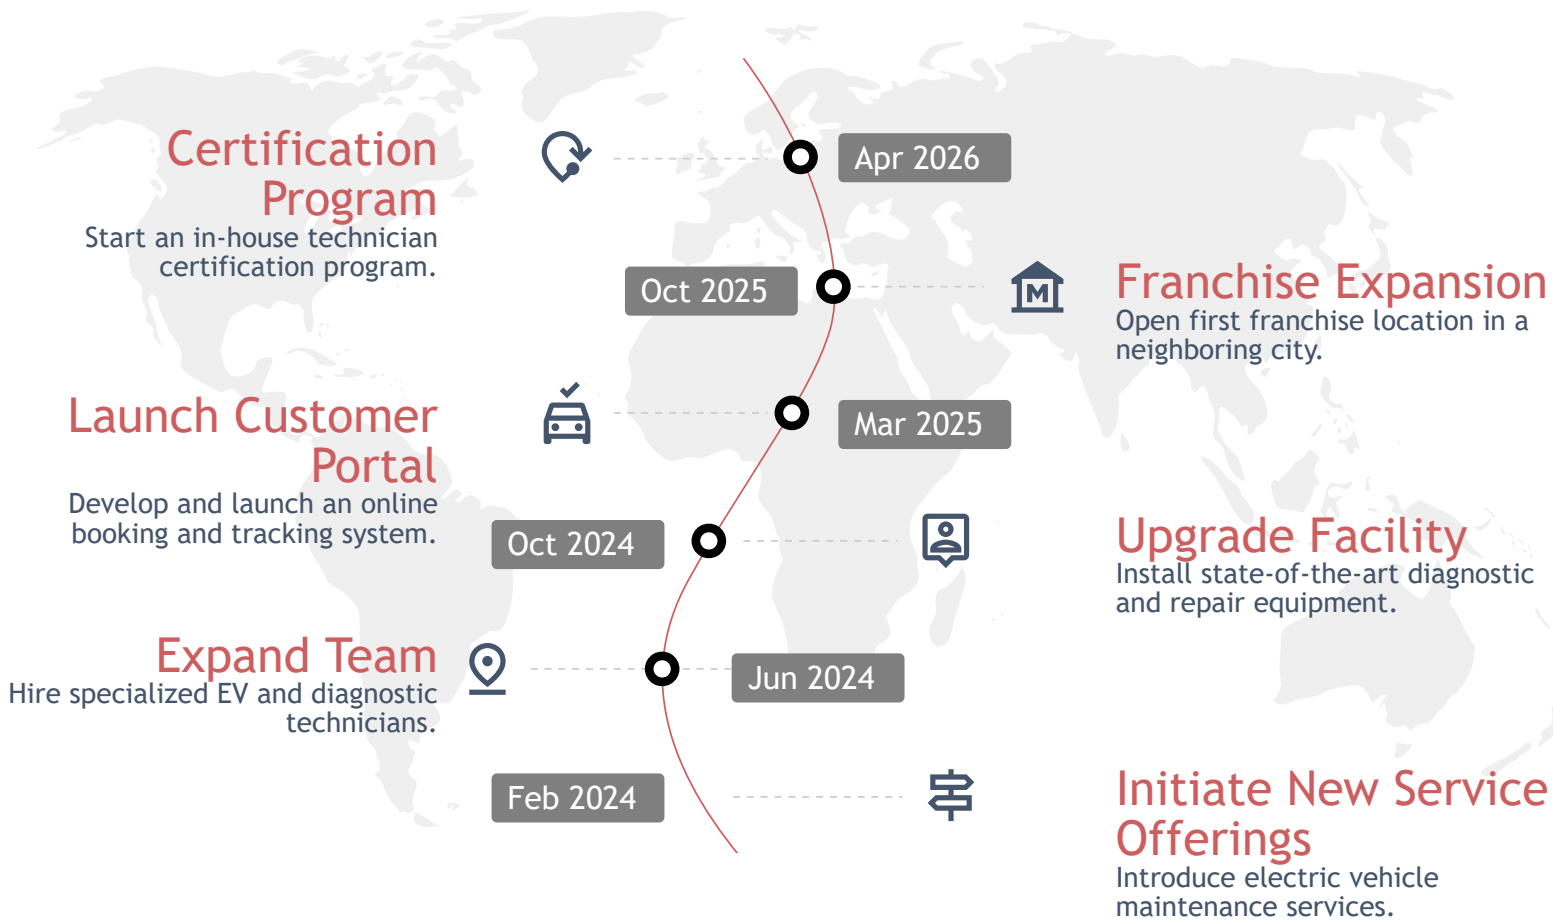 Certification
Program
Start an in-house technician
certification program.
Apr 2026
Oct 2025
M
Franchise Expansion
Open first franchise location in a
neighboring city.
Launch Customer
Portal
Develop and launch an online
booking and tracking system.
Mar 2025
Oct 2024
Upgrade Facility
Install state-of-the-art diagnostic
and repair equipment.
Expand Team
Hire specialized EV and diagnostic
technicians.
Jun 2024
Feb 2024
Initiate New Service
Offerings
Introduce electric vehicle
maintenance services.